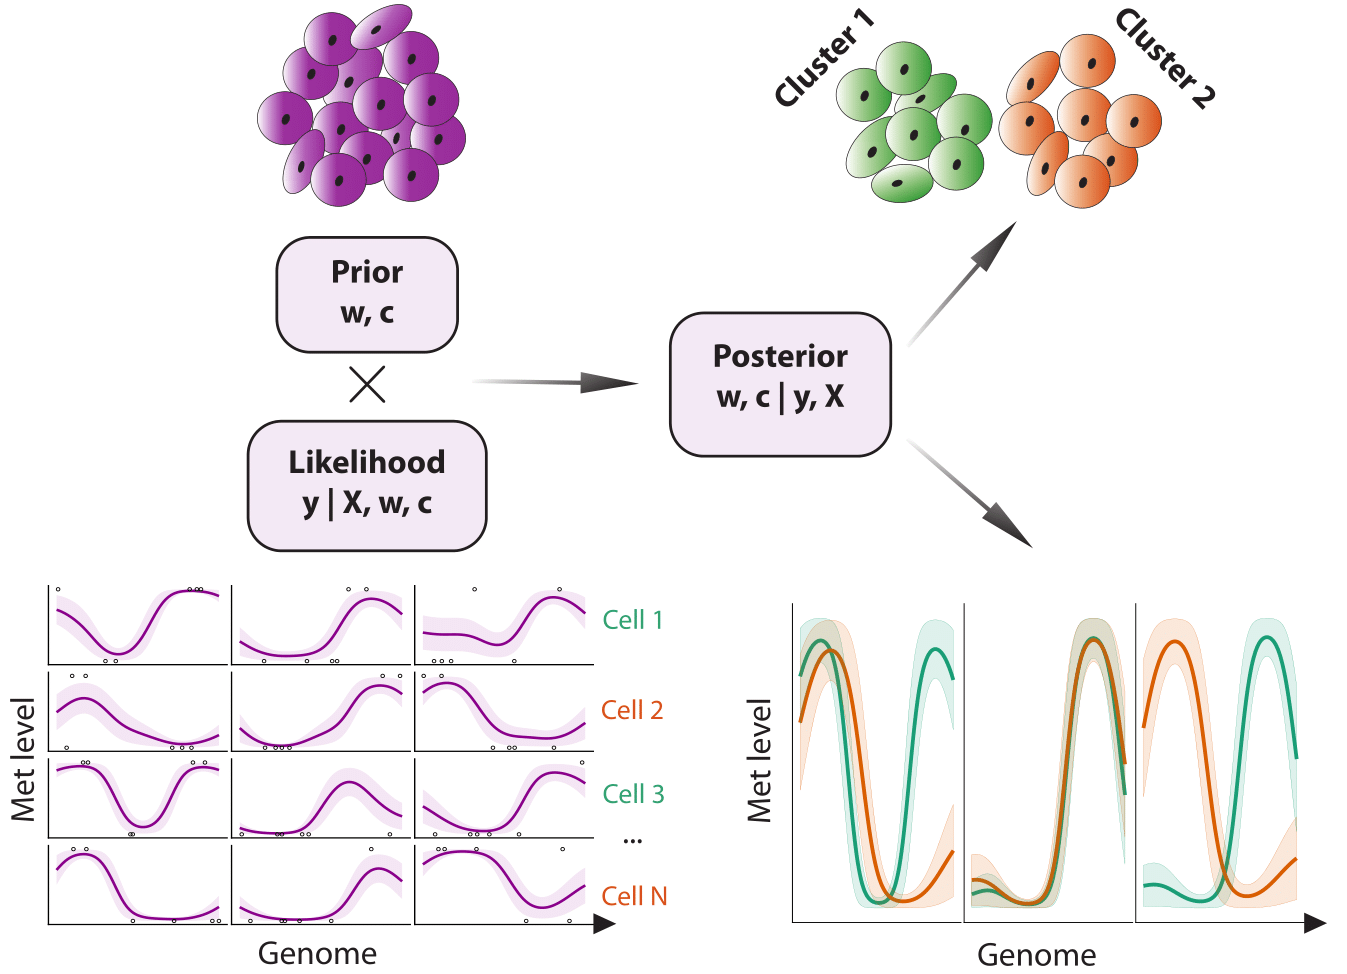 Cluster 1
Cluster 2
Prior
w, c
Likelihood
y | X, w, c
Posterior
w, c | y, X
Met level
Cell 1
Cell 2
Cell 3
...
Cell N
Genome
Met level
Genome